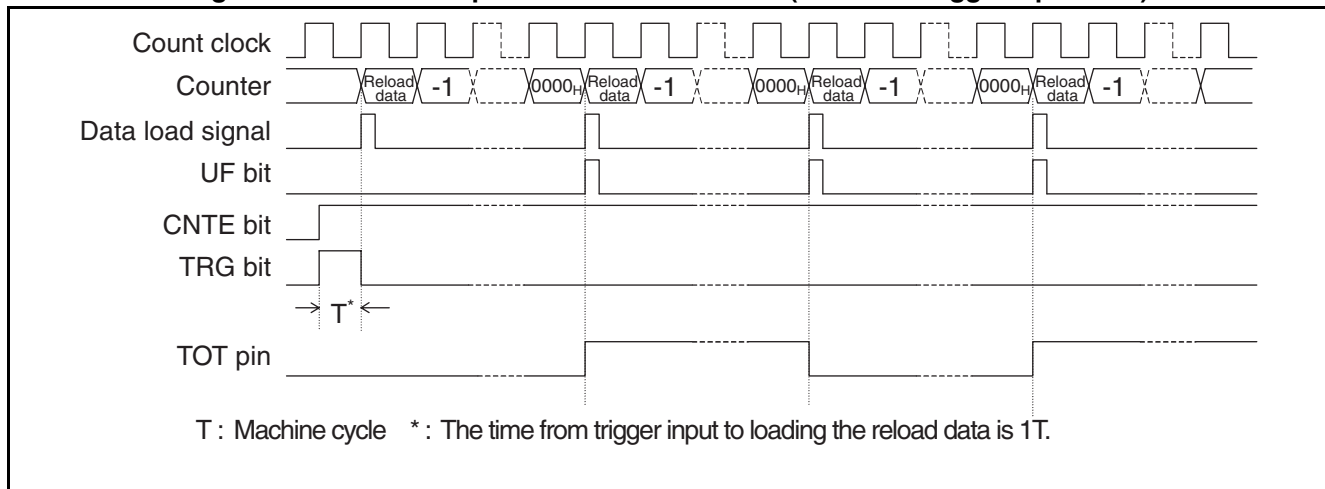 Count clock
Counter Reload data -1 0000H Reload data -1 0000H Reload data -1 0000H Reload data -1
Data load signal
UF bit
CNTE bit
TRG bit
T*
TOT pin
T : Machine cycle * : The time from trigger input to loading the reload data is 1T.